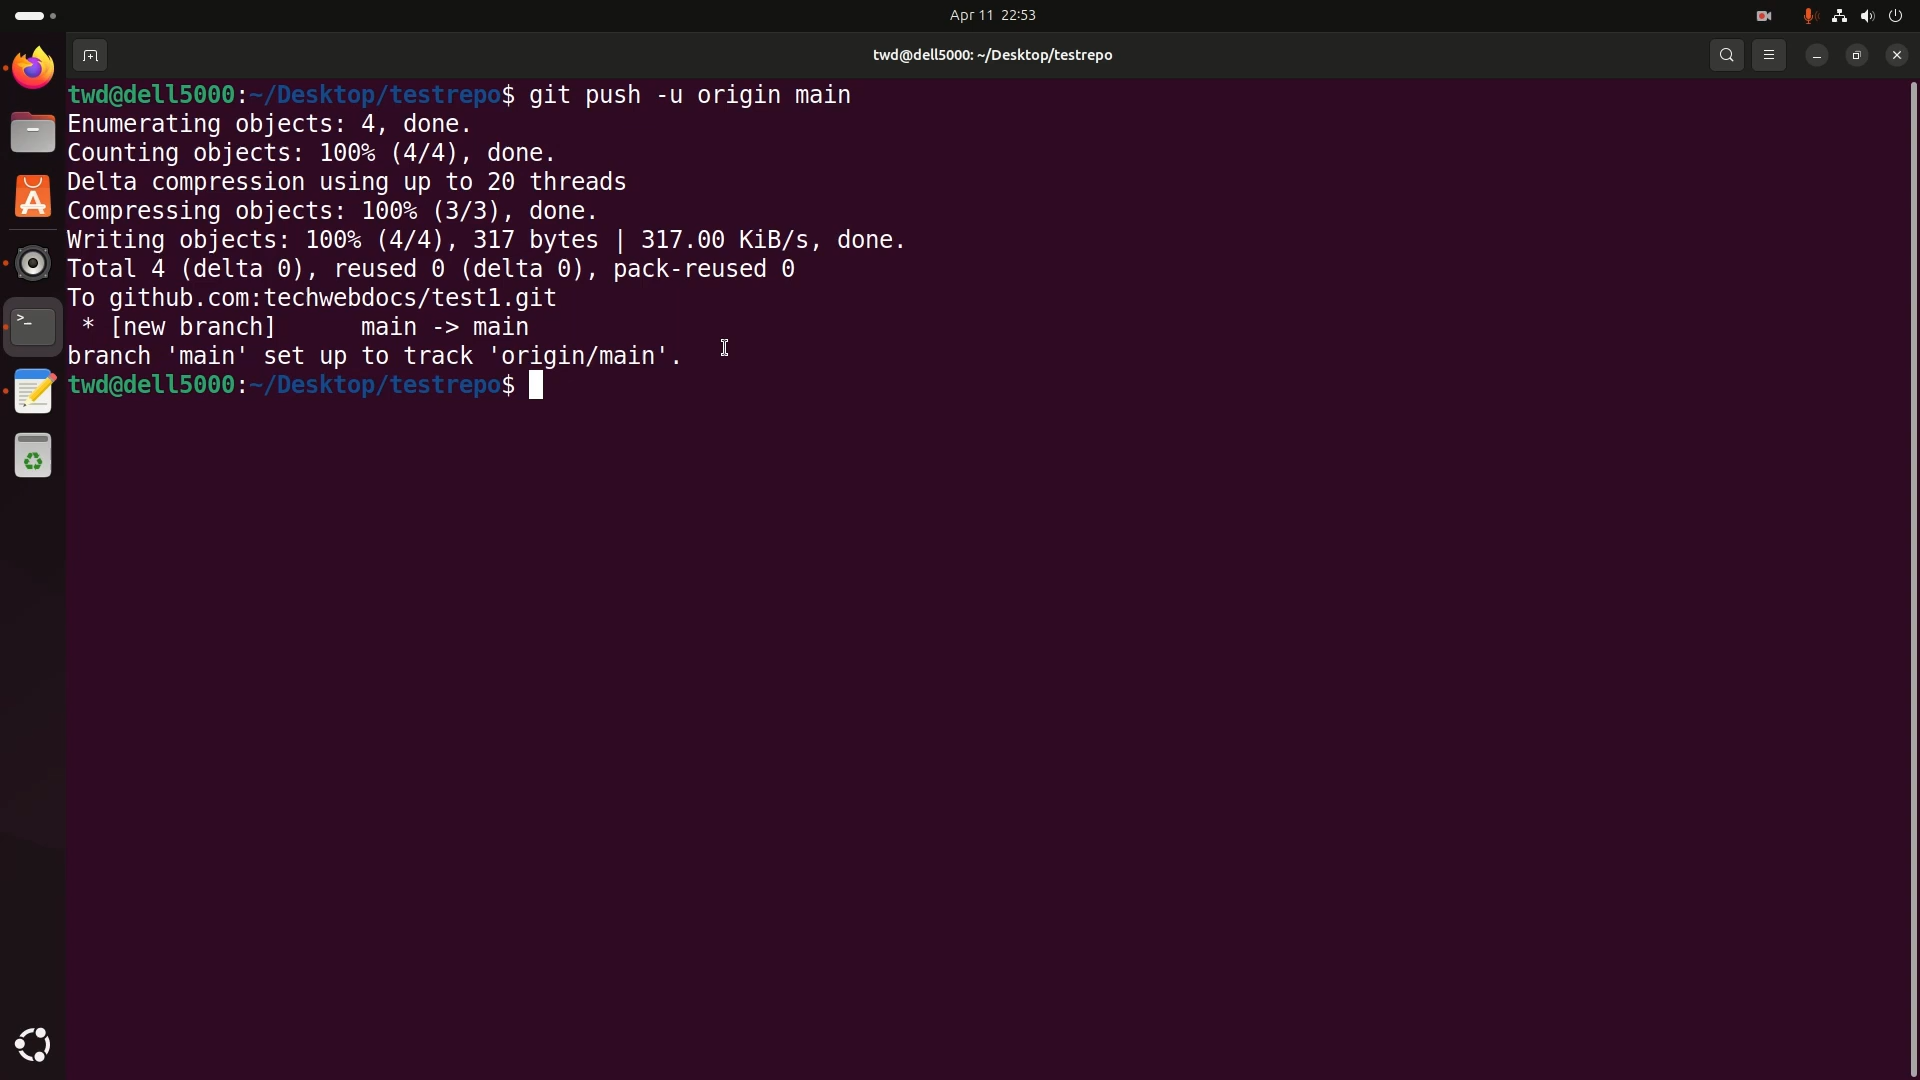 Apr 11 22:53
twd@dell5000: ~/Desktop/testrepo
twd@dell5000:~/Desktop/testrepo$ git push -u origin main
Enumerating objects: 4, done.
Counting objects: 100% (4/4), done.
Delta compression using up to 20 threads
Compressing objects: 100% (3/3), done.
Writing objects: 100% (4/4), 317 bytes | 317.00 KiB/s, done.
Total 4 (delta 0), reused 0 (delta 0), pack-reused 0
To github.com:techwebdocs/test1.git
 * [new branch]      main -> main
branch 'main' set up to track 'origin/main'.
twd@dell5000:~/Desktop/testrepo$